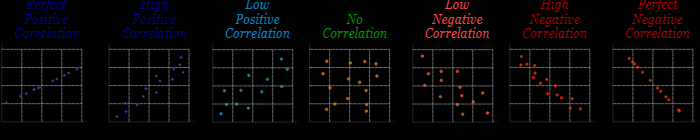 Perfect
Positive
Correlation
High
Positive
Correlation
Low
Positive
Correlation
No
Correlation
Low
Negative
Correlation
High
Negative
Correlation
Perfect
Negative
Correlation